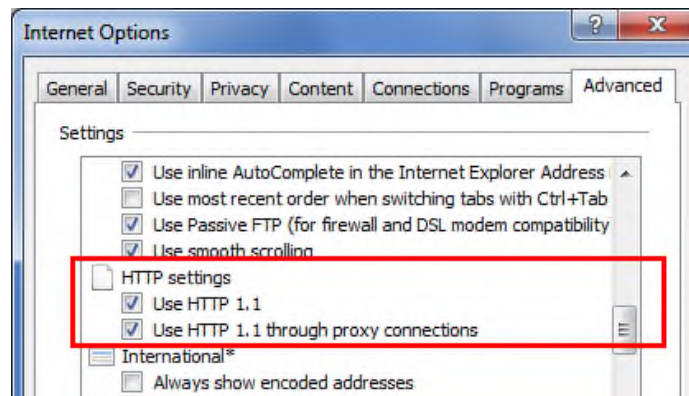 Internet Options
General Security Privacy Content Connections Programs Advanced
Settings
Use inline AutoComplete in the Internet Explorer Address
Use most recent order when switching tabs with Ctrl+Tab
Use Passive FTP (for firewall and DSL modem compatibility
Use smooth scrolling
HTTP settings
Use HTTP 1.1
Use HTTP 1.1 through proxy connections
International*
Always show encoded addresses